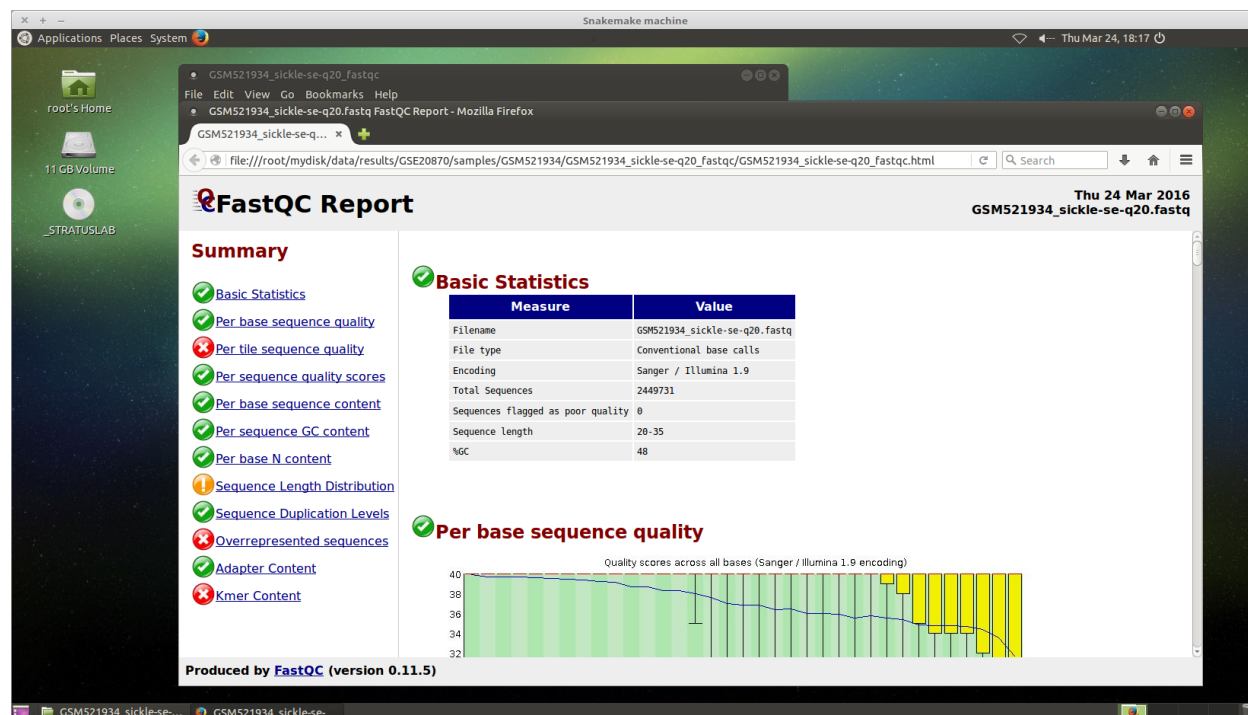 Snakemake machine
Applications Places System
Thu Mar 24, 18:17
root's Home
11 GB Volume
_STRATUSLAB
GSM521934_sickle-se-q20_fastqc
File Edit View Go Bookmarks Help
GSM521934_sickle-se-q20.fastq FastQC Report - Mozilla Firefox
GSM521934_sickle-se-q...
file:///root/mydisk/data/results/GSE20870/samples/GSM521934/GSM521934_sickle-se-q20_fastqc/GSM521934_sickle-se-q20_fastqc.html
Search
FastQC Report
Thu 24 Mar 2016
GSM521934_sickle-se-q20.fastq
Summary
Basic Statistics
Per base sequence quality
Per tile sequence quality
Per sequence quality scores
Per base sequence content
Per sequence GC content
Per base N content
Sequence Length Distribution
Sequence Duplication Levels
Overrepresented sequences
Adapter Content
Kmer Content
Basic Statistics
Measure Value
Filename GSM521934_sickle-se-q20.fastq
File type Conventional base calls
Encoding Sanger / Illumina 1.9
Total Sequences 2449731
Sequences flagged as poor quality 0
Sequence length 20-35
%GC 48
Per base sequence quality
Quality scores across all bases (Sanger / Illumina 1.9 encoding)
40
38
36
34
32
Produced by FastQC (version 0.11.5)
GSM521934_sickle-se-...
GSM521934_sickle-se-